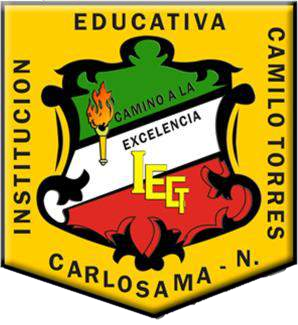 INSTITUCION
EDUCATIVA
CAMILO TORRES
CAMINO A LA
EXCELENCIA
IECT
CARLOSAMA - N.